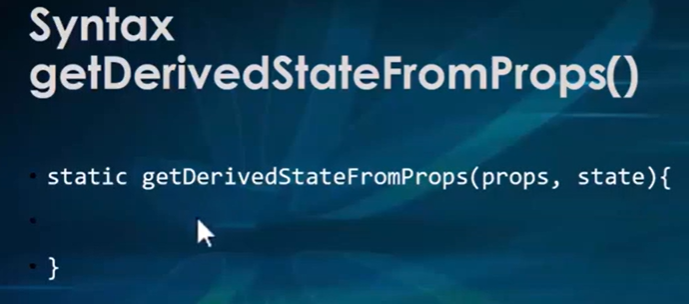 Syntax
getDerivedStateFromProps()
static getDerivedStateFromProps(props, state){
}